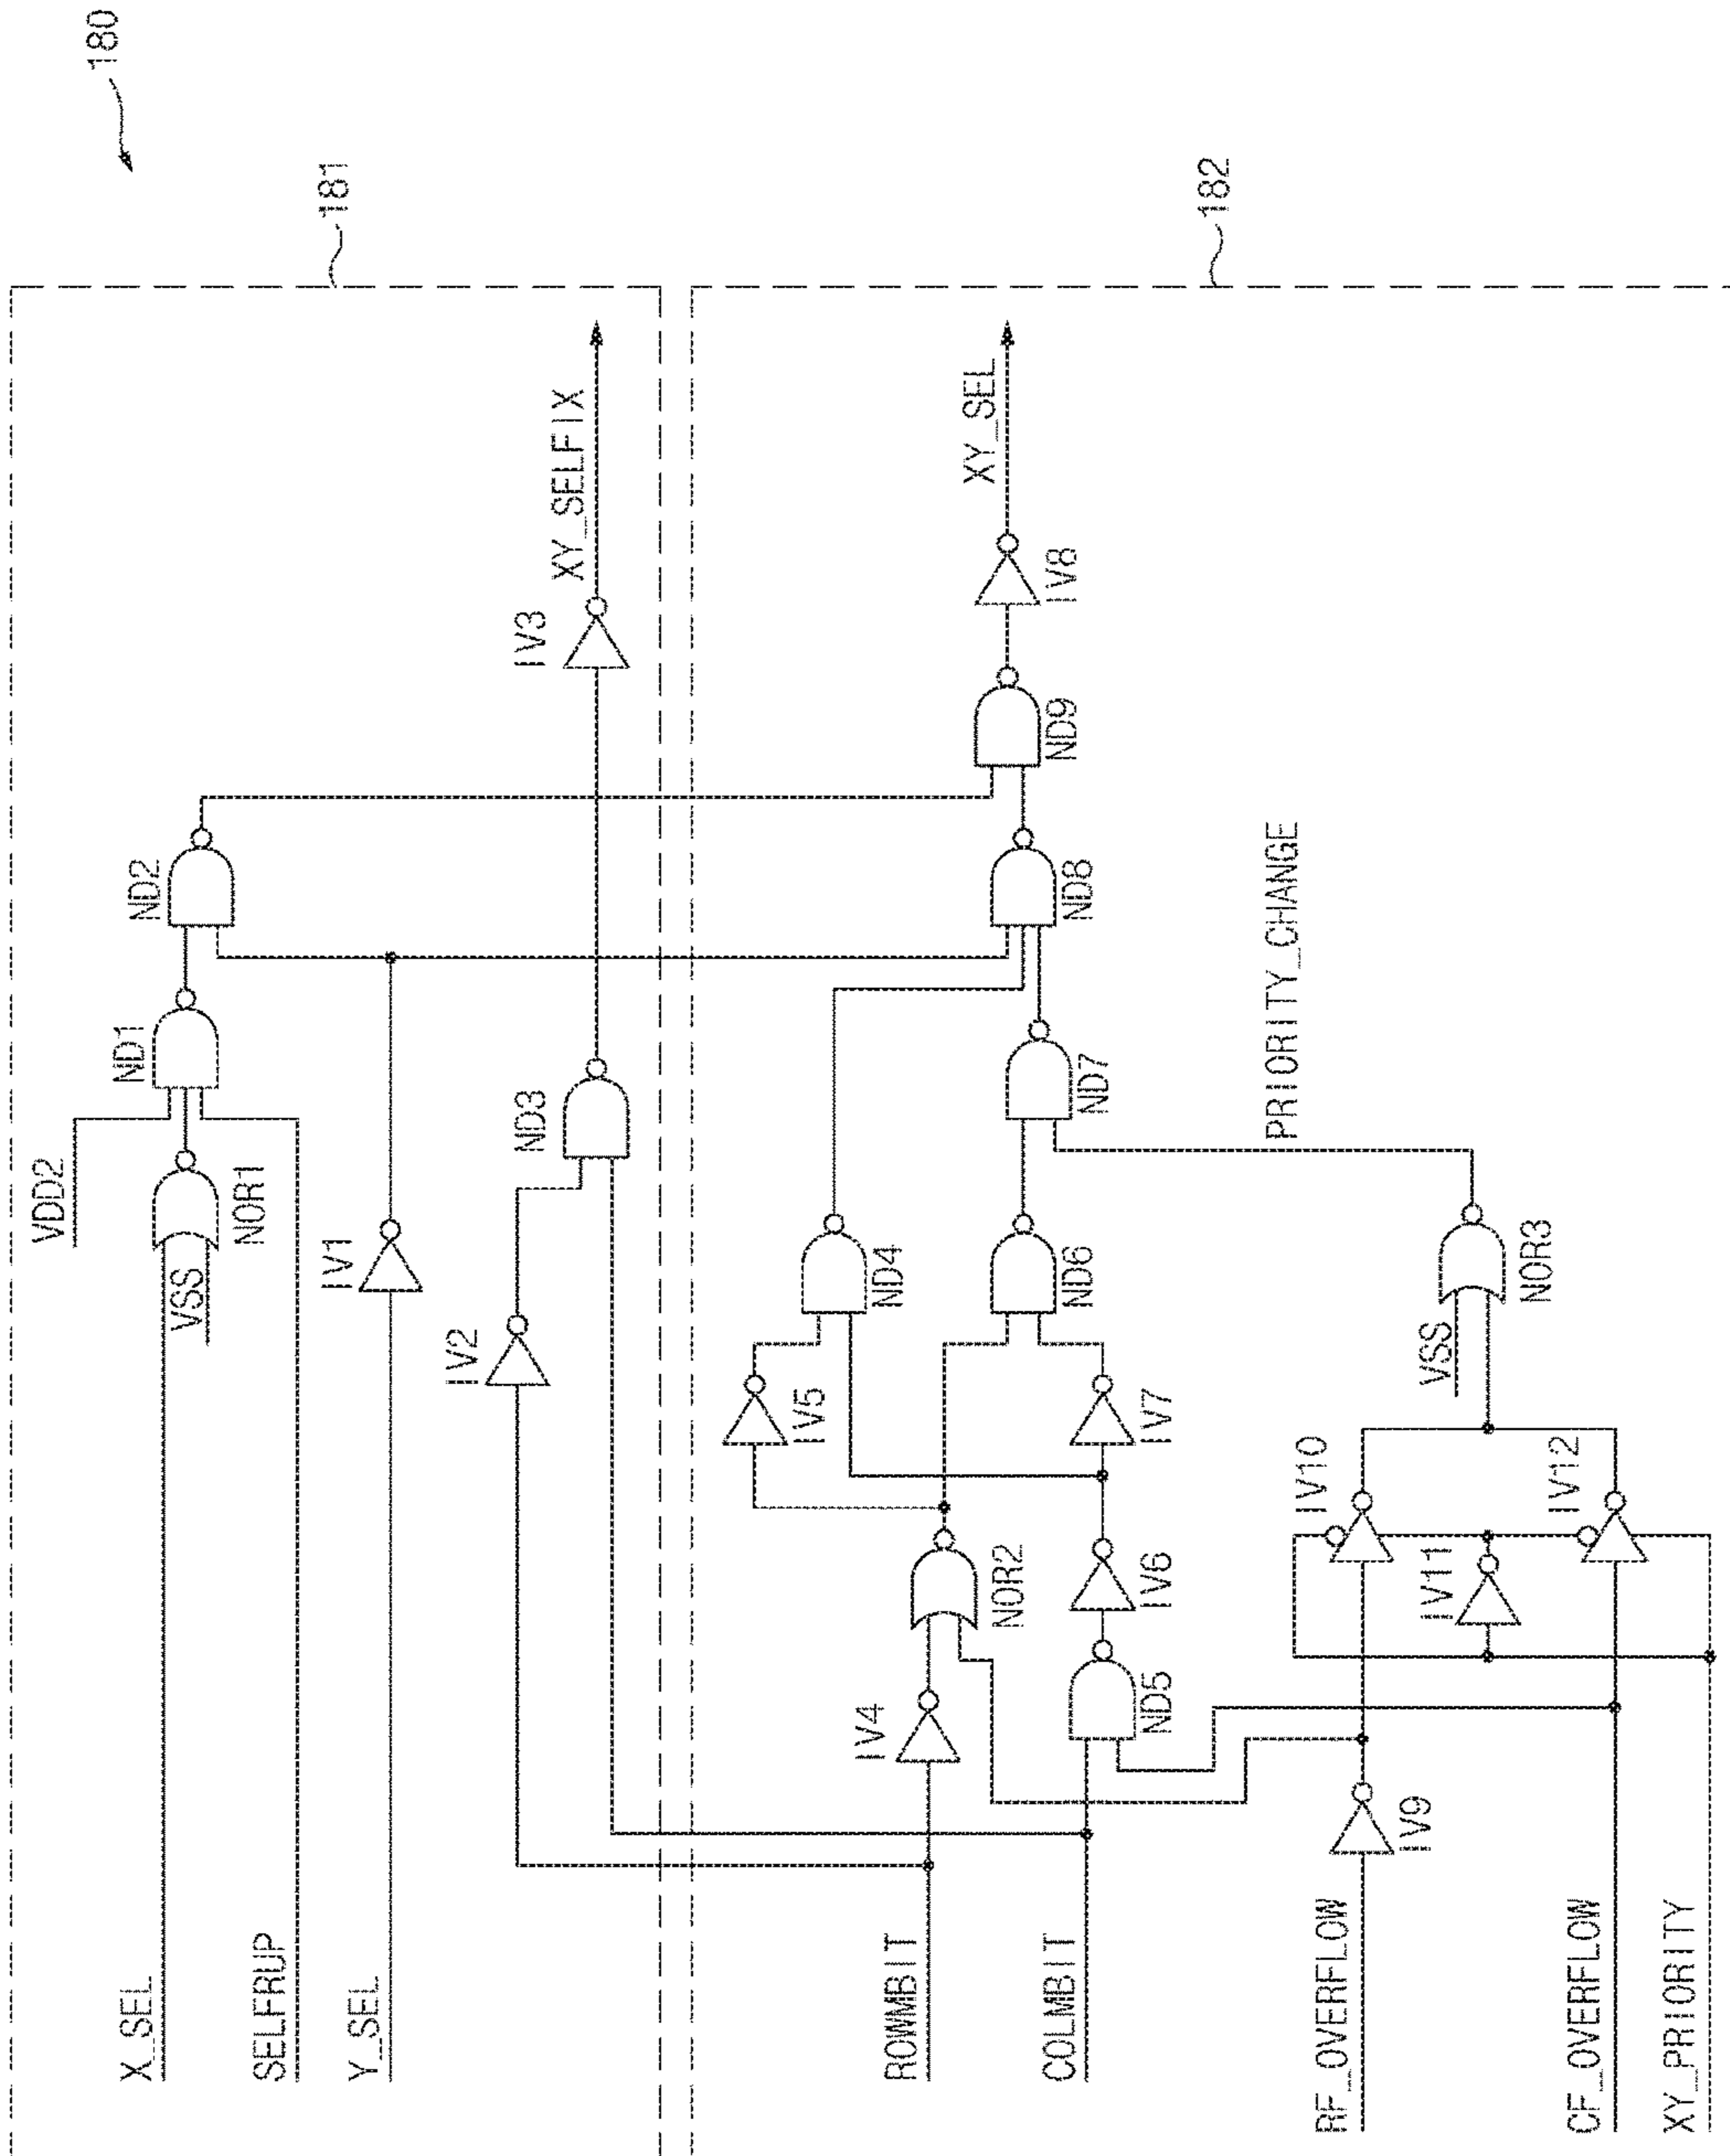 180
181
VDD2
ND1
ND2
X_SEL
VSS
NOR1
SELFRUP
IV1
Y_SEL
IV2
ND3
IV3
XY_SELFIX
182
IV5
ND4
ROWMBIT
IV4
NOR2
ND6
ND7
ND8
ND9
IV8
XY_SEL
COLMBIT
ND5
IV6
IV7
PRIORITY_CHANGE
RF_OVERFLOW
IV9
IV10
IV11
IV12
VSS
NOR3
CF_OVERFLOW
XY_PRIORITY